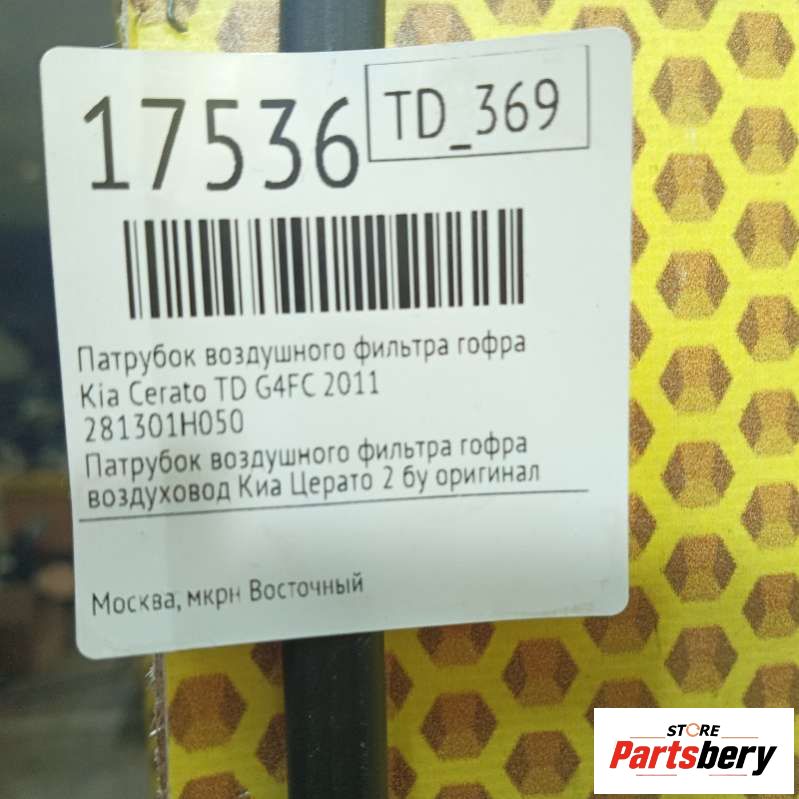 17536
TD_369
Патрубок воздушного фильтра гофра
Kia Cerato TD G4FC 2011
281301H050
Патрубок воздушного фильтра гофра
воздуховод Киа Церато 2 бу оригинал
Москва, мкрн Восточный
STORE
Partsbery